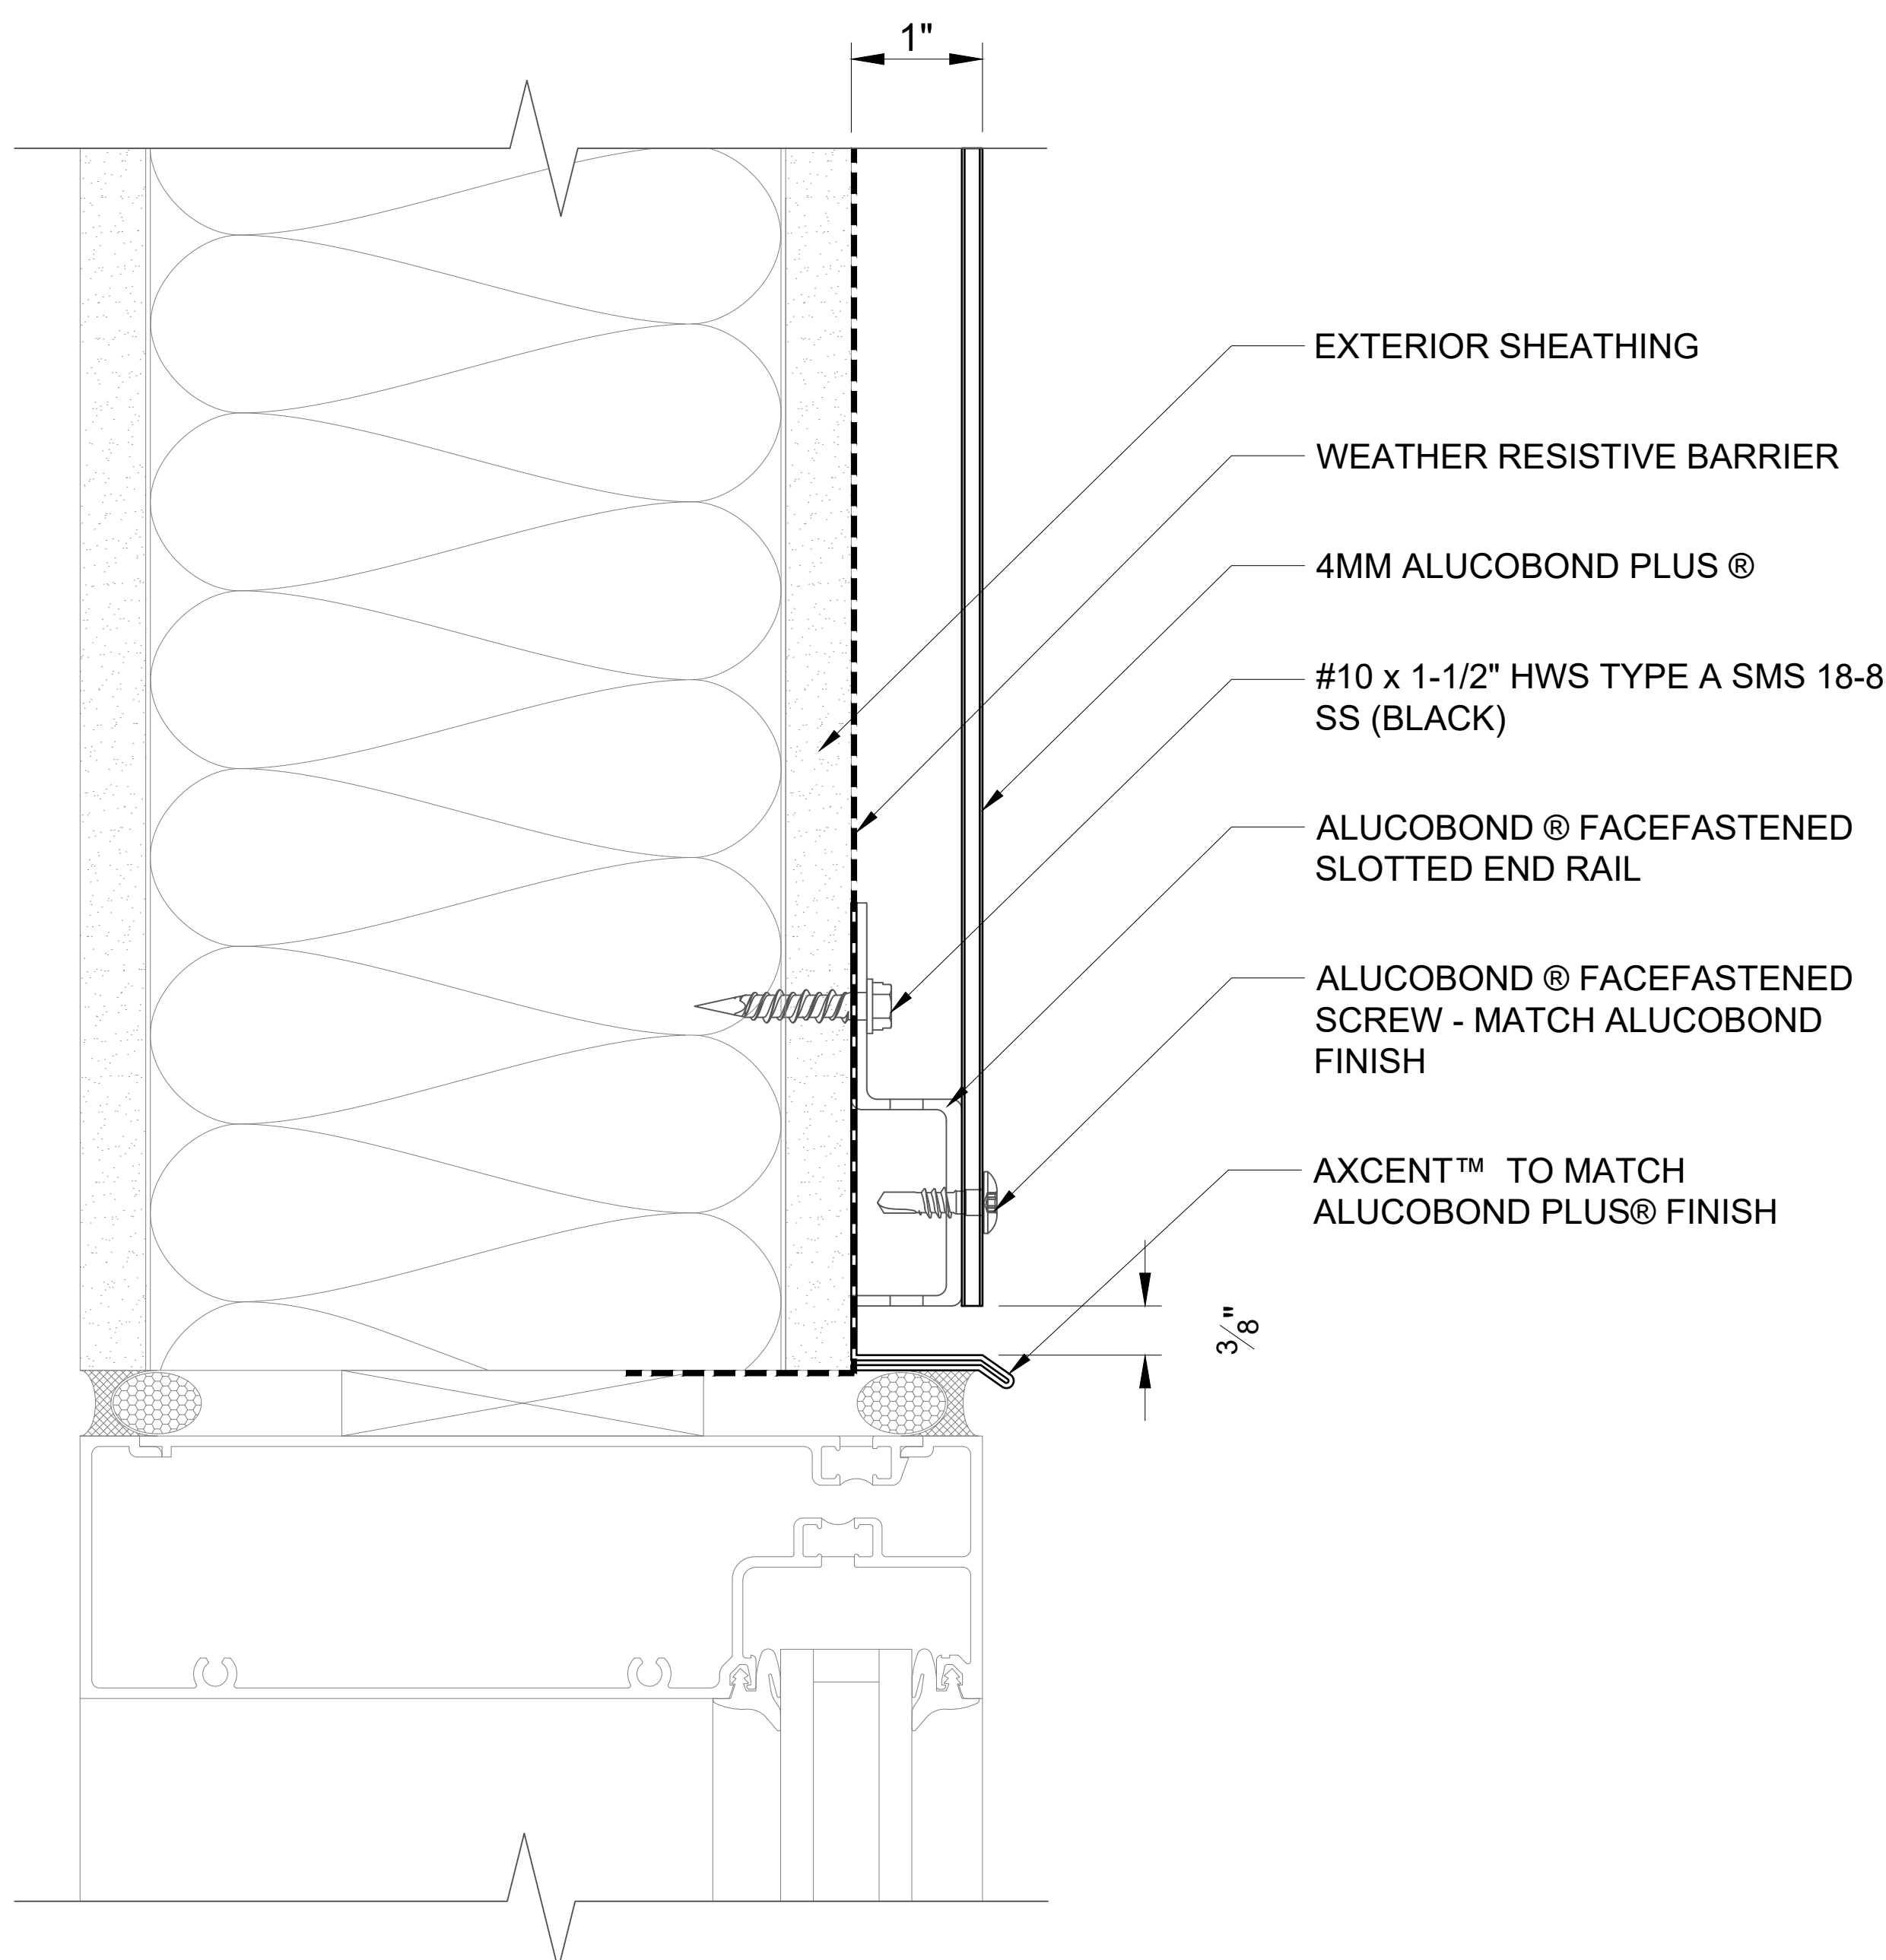 1"
EXTERIOR SHEATHING
WEATHER RESISTIVE BARRIER
4MM ALUCOBOND PLUS ®
#10 x 1-1/2" HWS TYPE A SMS 18-8
SS (BLACK)
ALUCOBOND ® FACEFASTENED
SLOTTED END RAIL
ALUCOBOND ® FACEFASTENED
SCREW - MATCH ALUCOBOND
FINISH
AXCENT™ TO MATCH
ALUCOBOND PLUS® FINISH
3/8"